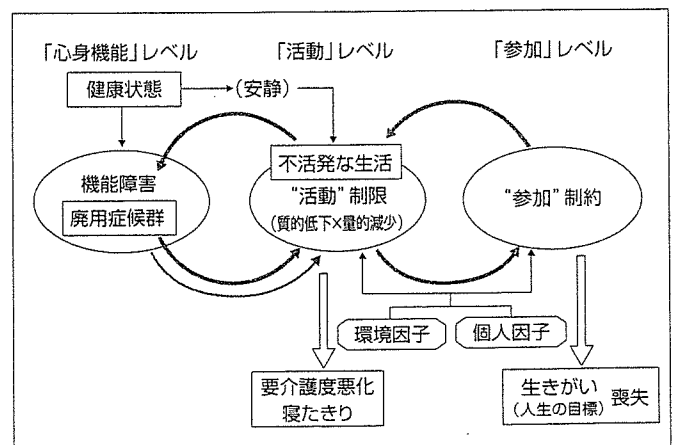 「心身機能」レベル 「活動」レベル 「参加」レベル
健康状態 (安静)
不活発な生活
機能障害 "活動" 制限 "参加" 制約
廃用症候群 (質的低下×量的減少)
環境因子 個人因子
要介護度悪化
寝たきり
生きがい
(人生の目標) 喪失